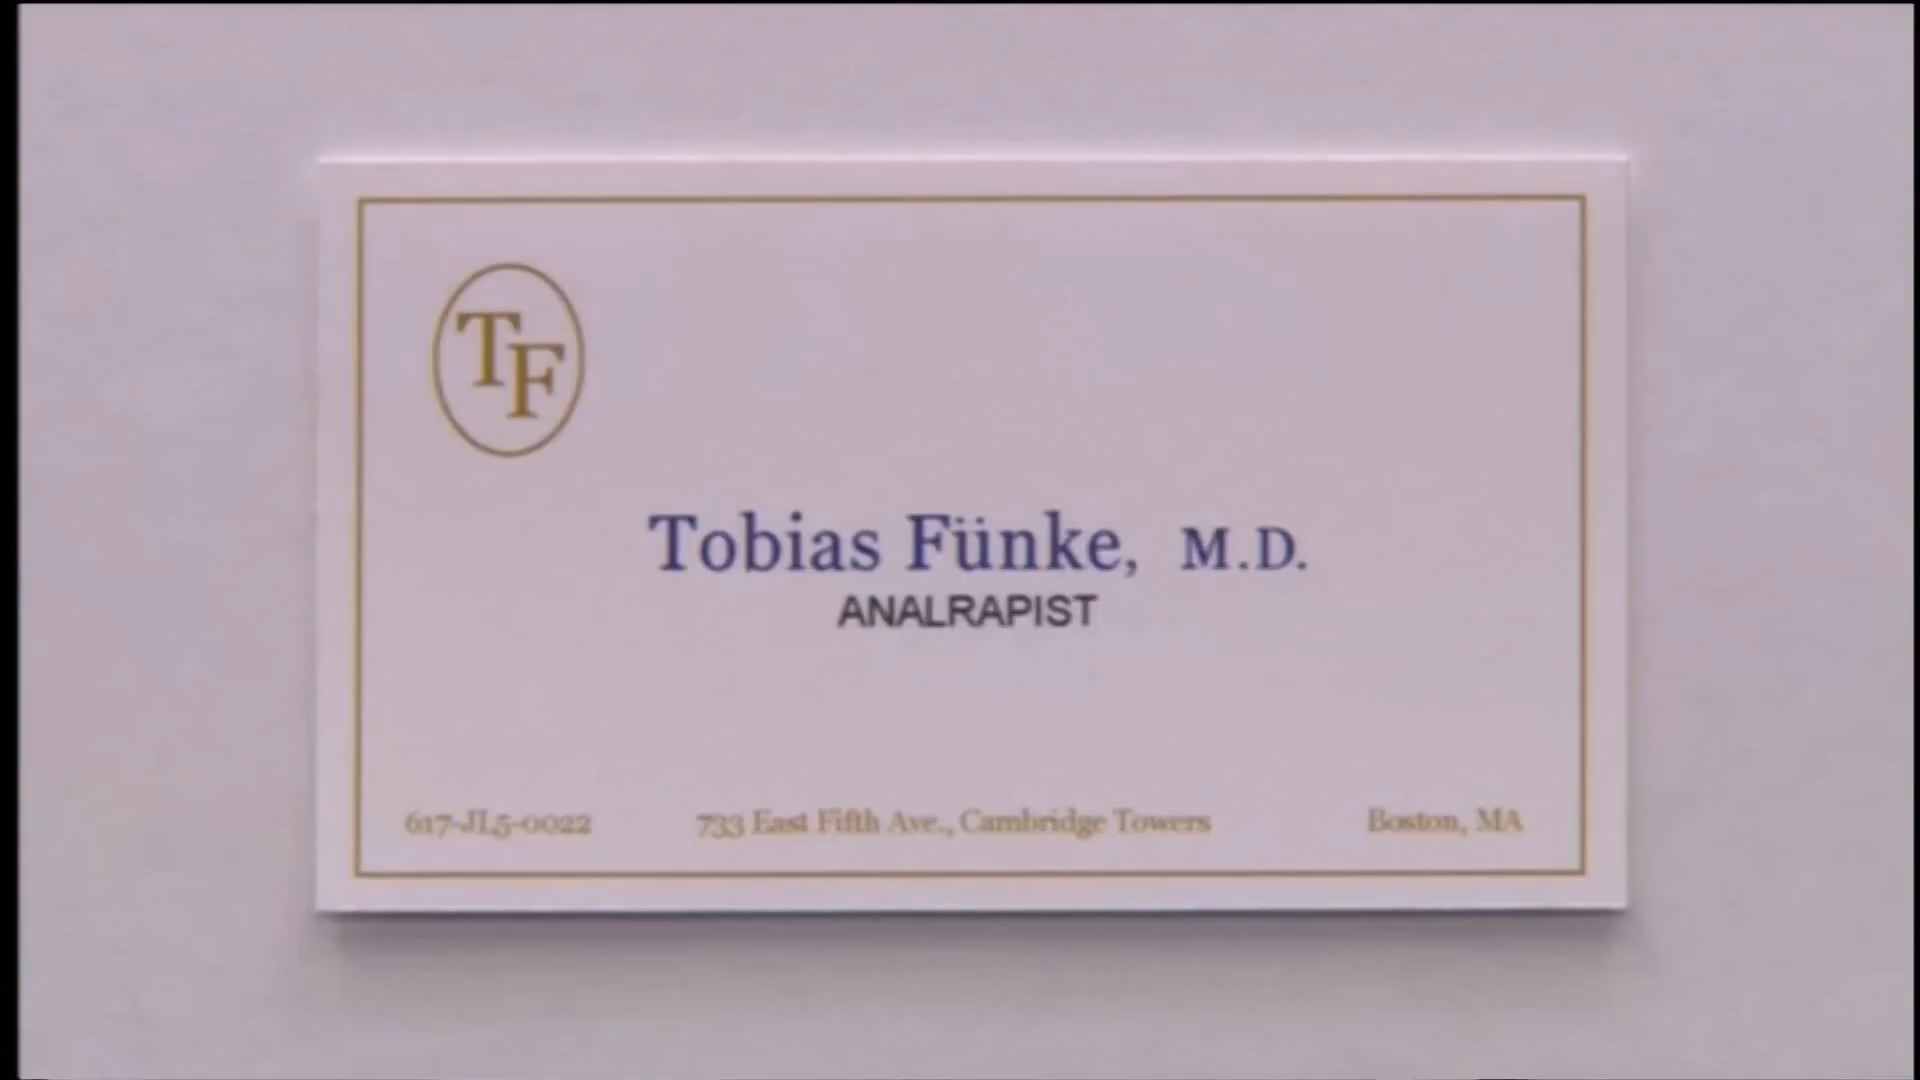 TF
Tobias Fünke, M.D.
ANALRAPIST
617-JL5-0022 733 East Fifth Ave., Cambridge Towers Boston, MA